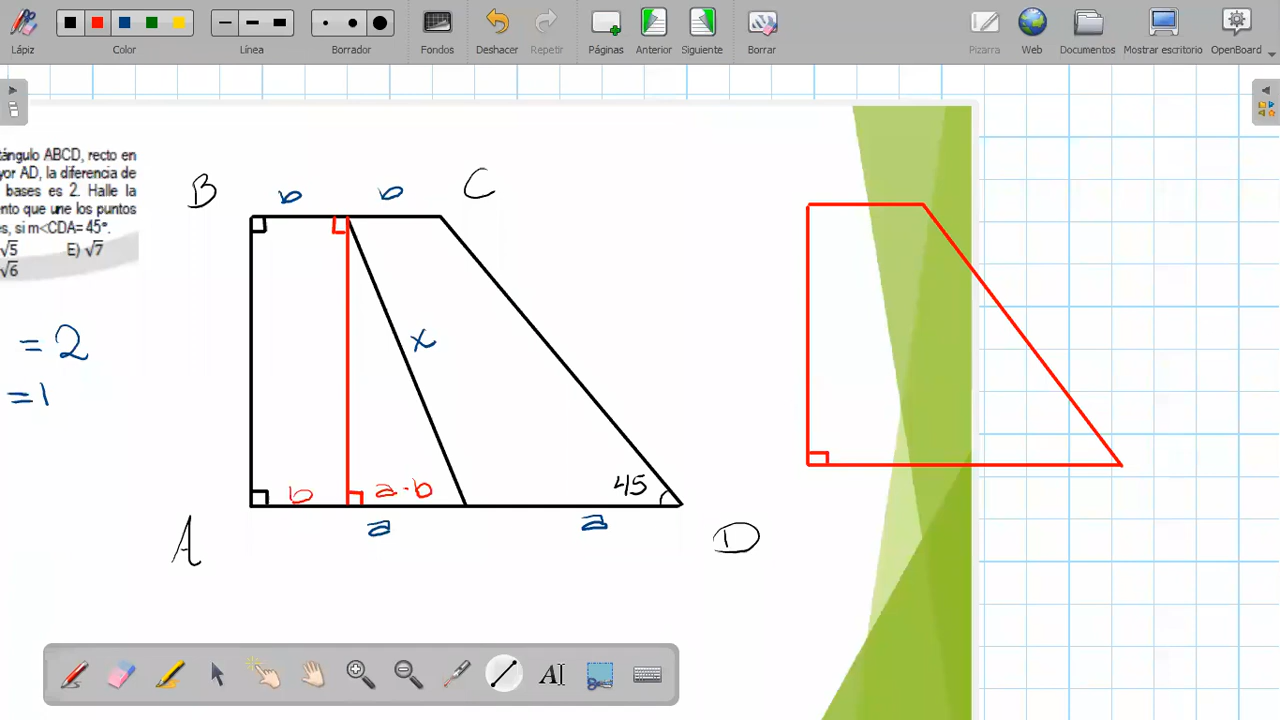 Lápiz
Color
Línea
Borrador
Fondos
Deshacer
Repetir
Páginas
Anterior
Siguiente
Borrar
Pizarra
Web
Documentos
Mostrar escritorio
OpenBoard
tángulo ABCD, recto en
yor AD, la diferencia de
bases es 2. Halle la
nto que une los puntos
s, si m<CDA= 45°.
√5 E) √7
√6
= 2
=1
B b b C
x
45
b a-b
a a
A D